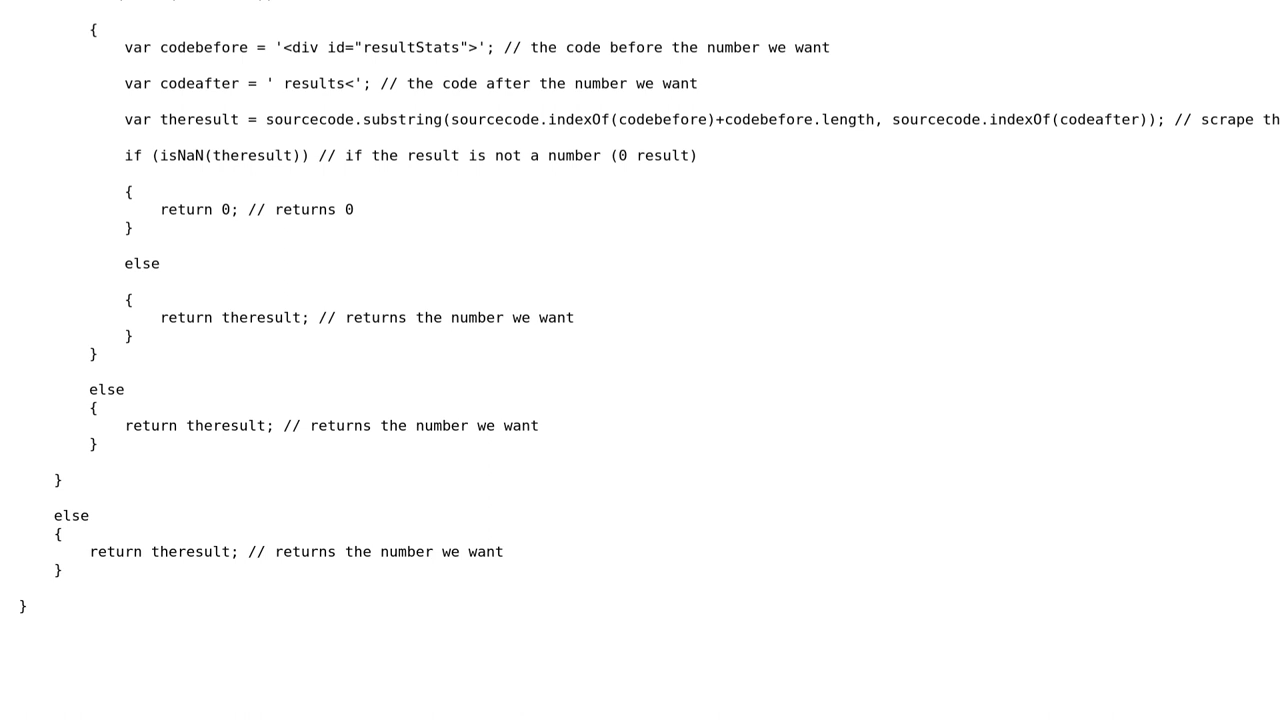 {
var codebefore = '<div id="resultStats">'; // the code before the number we want
var codeafter = ' results<'; // the code after the number we want
var theresult = sourcecode.substring(sourcecode.indexOf(codebefore)+codebefore.length, sourcecode.indexOf(codeafter)); // scrape th
if (isNaN(theresult)) // if the result is not a number (0 result)
{
return 0; // returns 0
}
else
{
return theresult; // returns the number we want
}
}
else
{
return theresult; // returns the number we want
}
}
else
{
return theresult; // returns the number we want
}
}